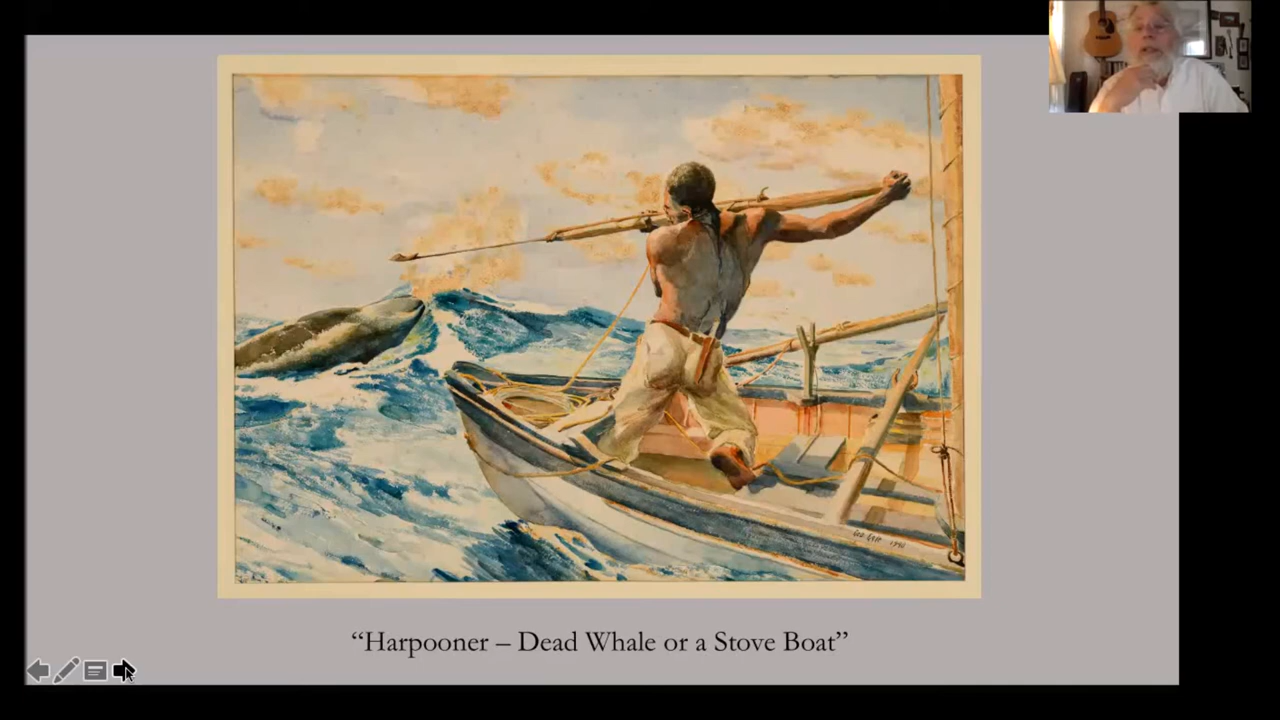 “Harpooner – Dead Whale or a Stove Boat”